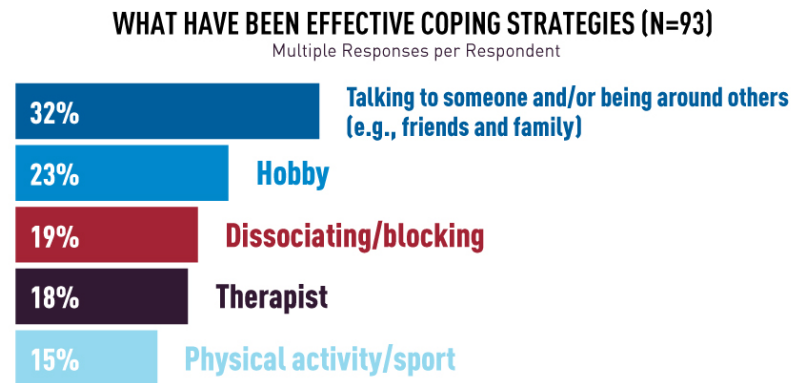 WHAT HAVE BEEN EFFECTIVE COPING STRATEGIES (N=93)
Multiple Responses per Respondent
32%
Talking to someone and/or being around others
(e.g., friends and family)
23%
Hobby
19%
Dissociating/blocking
18%
Therapist
15%
Physical activity/sport